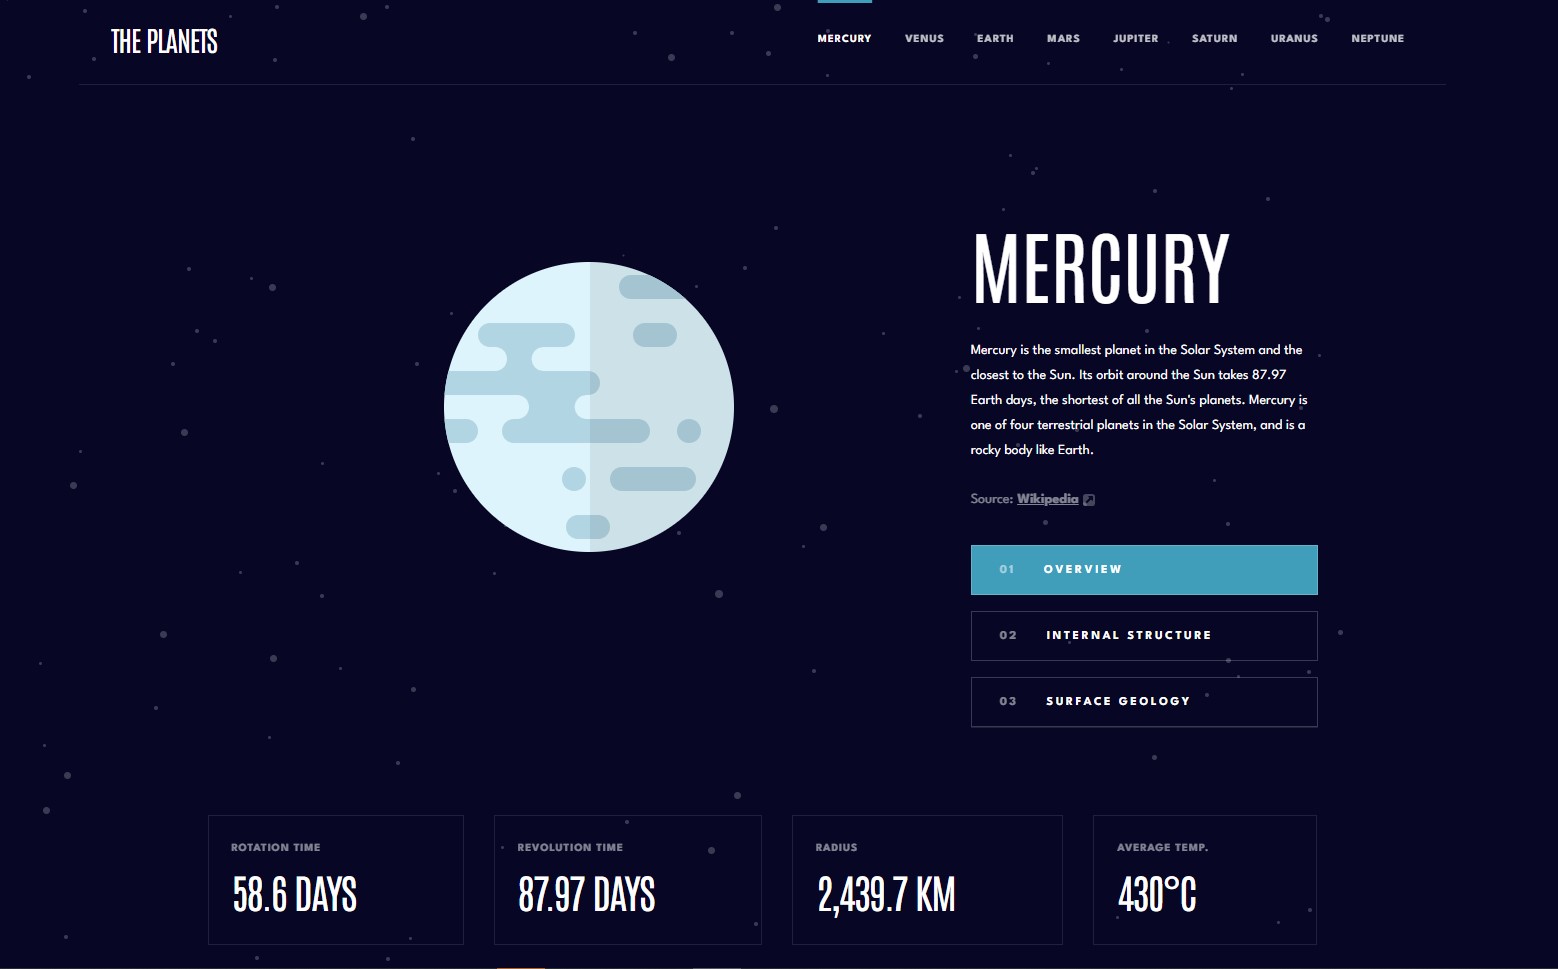 THE PLANETS
MERCURY VENUS EARTH MARS JUPITER SATURN URANUS NEPTUNE
MERCURY
Mercury is the smallest planet in the Solar System and the
closest to the Sun. Its orbit around the Sun takes 87.97
Earth days, the shortest of all the Sun's planets. Mercury is
one of four terrestrial planets in the Solar System, and is a
rocky body like Earth.
Source: Wikipedia
01 OVERVIEW
02 INTERNAL STRUCTURE
03 SURFACE GEOLOGY
ROTATION TIME
58.6 DAYS
REVOLUTION TIME
87.97 DAYS
RADIUS
2,439.7 KM
AVERAGE TEMP.
430°C